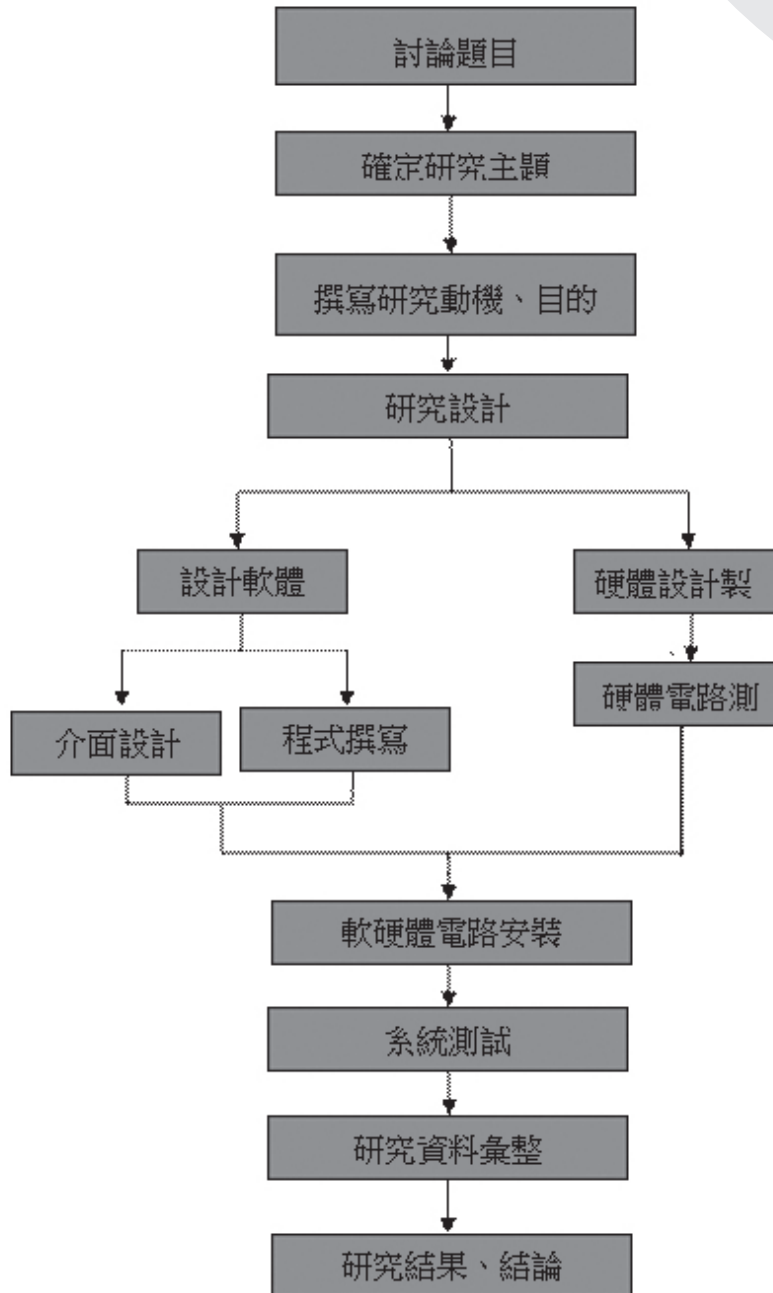 討論題目
確定研究主題
撰寫研究動機、目的
研究設計
設計軟體
硬體設計製
硬體電路測
介面設計
程式撰寫
軟硬體電路安裝
系統測試
研究資料彙整
研究結果、結論